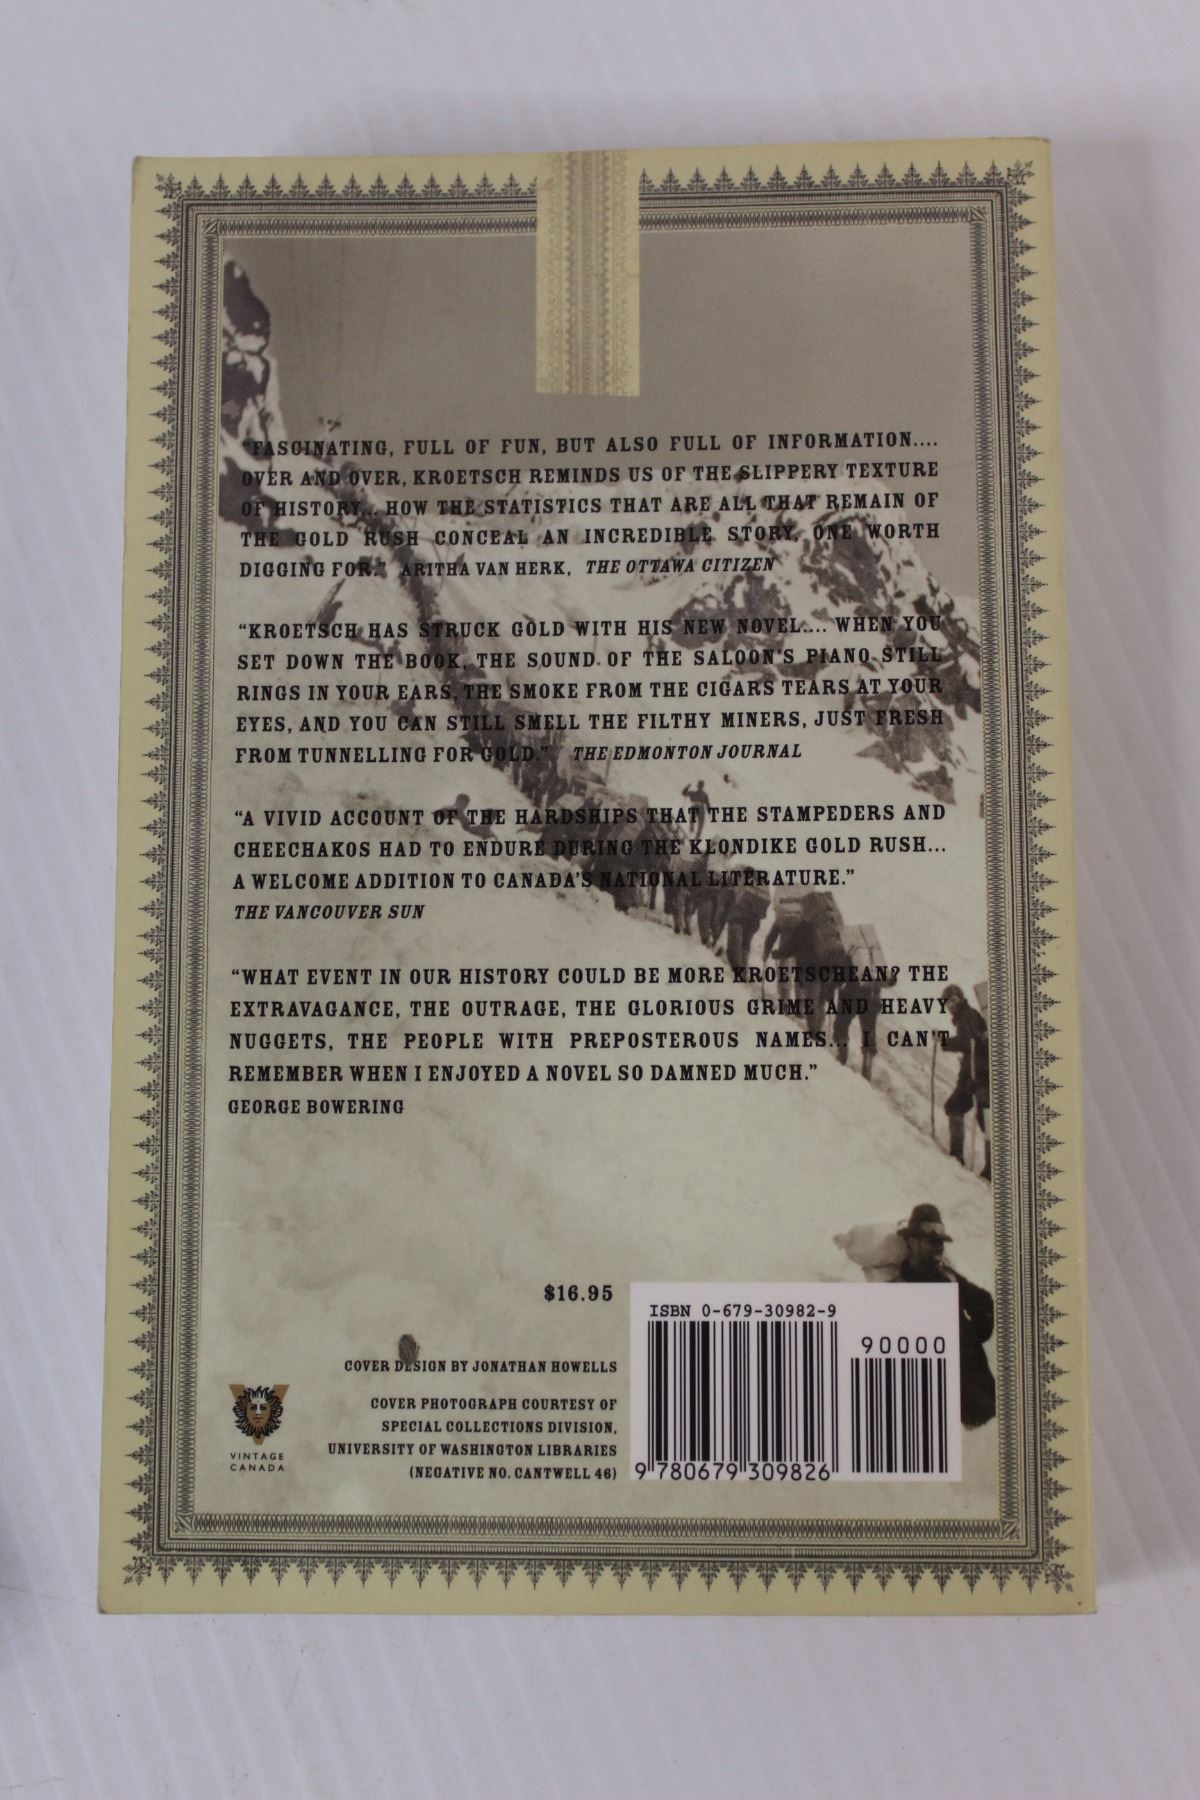 “FASCINATING, FULL OF FUN, BUT ALSO FULL OF INFORMATION....
OVER AND OVER, KROETSCH REMINDS US OF THE SLIPPERY TEXTURE
OF HISTORY... HOW THE STATISTICS THAT ARE ALL THAT REMAIN OF
THE GOLD RUSH CONCEAL AN INCREDIBLE STORY, ONE WORTH
DIGGING FOR.” ARITHA VAN HERK, THE OTTAWA CITIZEN
“KROETSCH HAS STRUCK GOLD WITH HIS NEW NOVEL.... WHEN YOU
SET DOWN THE BOOK, THE SOUND OF THE SALOON'S PIANO STILL
RINGS IN YOUR EARS, THE SMOKE FROM THE CIGARS TEARS AT YOUR
EYES, AND YOU CAN STILL SMELL THE FILTHY MINERS, JUST FRESH
FROM TUNNELLING FOR GOLD.” THE EDMONTON JOURNAL
“A VIVID ACCOUNT OF THE HARDSHIPS THAT THE STAMPEDERS AND
CHEECHAKOS HAD TO ENDURE DURING THE KLONDIKE GOLD RUSH...
A WELCOME ADDITION TO CANADA'S NATIONAL LITERATURE.”
THE VANCOUVER SUN
“WHAT EVENT IN OUR HISTORY COULD BE MORE KROETSCHEAN? THE
EXTRAVAGANCE, THE OUTRAGE, THE GLORIOUS GRIME AND HEAVY
NUGGETS, THE PEOPLE WITH PREPOSTEROUS NAMES... I CAN'T
REMEMBER WHEN I ENJOYED A NOVEL SO DAMNED MUCH.”
GEORGE BOWERING
$16.95
COVER DESIGN BY JONATHAN HOWELLS
COVER PHOTOGRAPH COURTESY OF
SPECIAL COLLECTIONS DIVISION,
UNIVERSITY OF WASHINGTON LIBRARIES
(NEGATIVE NO. CANTWELL 46)
V
VINTAGE
CANADA
ISBN 0-679-30982-9
90000
9 780679 309826